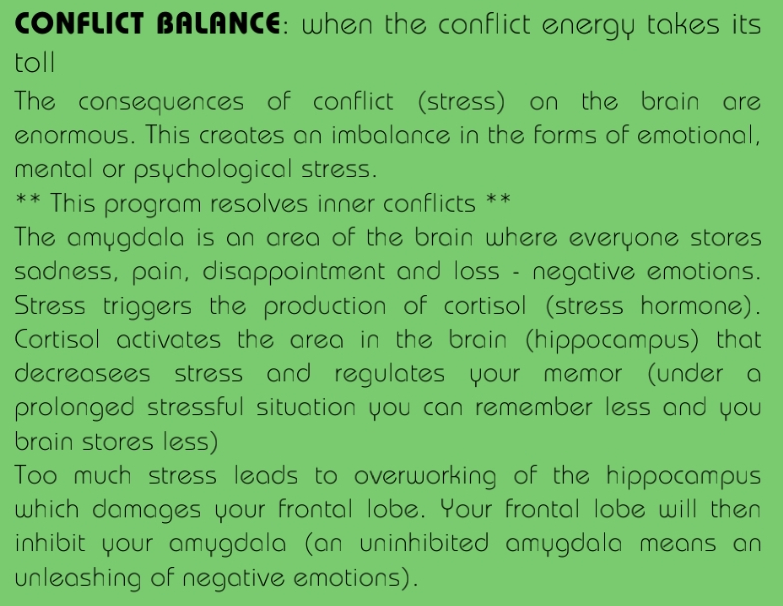 CONFLICT BALANCE: when the conflict energy takes its
toll
The consequences of conflict (stress) on the brain are
enormous. This creates an imbalance in the forms of emotional,
mental or psychological stress.
** This program resolves inner conflicts **
The amygdala is an area of the brain where everyone stores
sadness, pain, disappointment and loss - negative emotions.
Stress triggers the production of cortisol (stress hormone).
Cortisol activates the area in the brain (hippocampus) that
decreasees stress and regulates your memor (under a
prolonged stressful situation you can remember less and you
brain stores less)
Too much stress leads to overworking of the hippocampus
which damages your frontal lobe. Your frontal lobe will then
inhibit your amygdala (an uninhibited amygdala means an
unleashing of negative emotions).